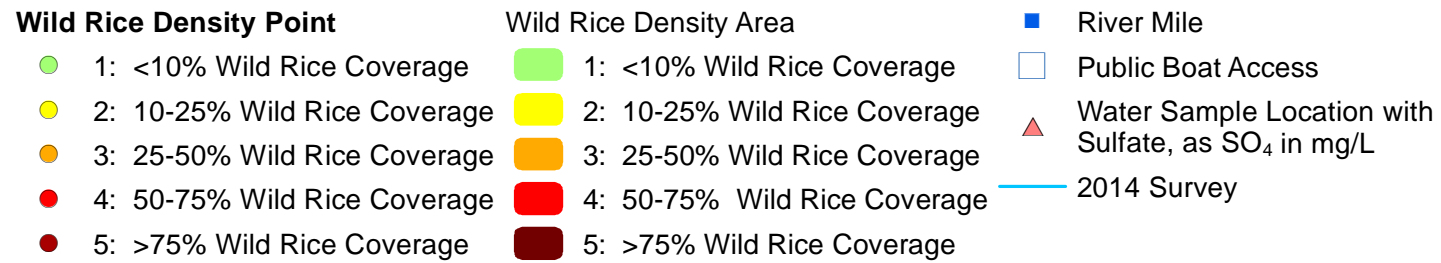 Wild Rice Density Point
1: <10% Wild Rice Coverage
2: 10-25% Wild Rice Coverage
3: 25-50% Wild Rice Coverage
4: 50-75% Wild Rice Coverage
5: >75% Wild Rice Coverage
Wild Rice Density Area
1: <10% Wild Rice Coverage
2: 10-25% Wild Rice Coverage
3: 25-50% Wild Rice Coverage
4: 50-75% Wild Rice Coverage
5: >75% Wild Rice Coverage
River Mile
Public Boat Access
Water Sample Location with
Sulfate, as SO₄ in mg/L
2014 Survey